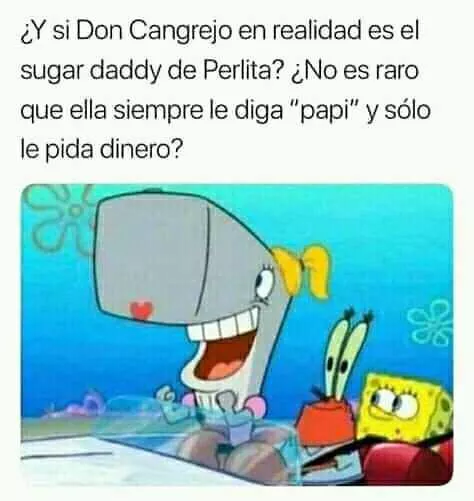 ¿Y si Don Cangrejo en realidad es el
sugar daddy de Perlita? ¿No es raro
que ella siempre le diga "papi" y sólo
le pida dinero?